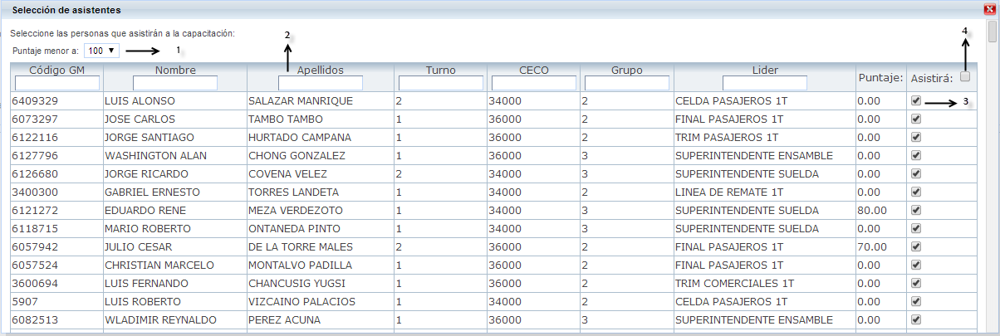 Selección de asistentes
Seleccione las personas que asistirán a la capacitación:
2
4
Puntaje menor a: 100 1
Código GM Nombre Apellidos Turno CECO Grupo Lider Puntaje: Asistirá:
6409329 LUIS ALONSO SALAZAR MANRIQUE 2 34000 2 CELDA PASAJEROS 1T 0.00 3
6073297 JOSE CARLOS TAMBO TAMBO 1 36000 2 FINAL PASAJEROS 1T 0.00
6122116 JORGE SANTIAGO HURTADO CAMPANA 1 36000 2 TRIM PASAJEROS 1T 0.00
6127796 WASHINGTON ALAN CHONG GONZALEZ 1 36000 3 SUPERINTENDENTE ENSAMBLE 0.00
6126680 JORGE RICARDO COVENA VELEZ 2 34000 3 SUPERINTENDENTE SUELDA 0.00
3400300 GABRIEL ERNESTO TORRES LANDETA 1 34000 2 LINEA DE REMATE 1T 0.00
6121272 EDUARDO RENE MEZA VERDEZOTO 1 34000 3 SUPERINTENDENTE SUELDA 80.00
6118715 MARIO ROBERTO ONTANEDA PINTO 1 34000 3 SUPERINTENDENTE SUELDA 0.00
6057942 JULIO CESAR DE LA TORRE MALES 2 36000 2 FINAL PASAJEROS 1T 70.00
6057524 CHRISTIAN MARCELO MONTALVO PADILLA 1 36000 2 FINAL PASAJEROS 1T 0.00
3600694 LUIS FERNANDO CHANCUSIG YUGSI 1 36000 2 TRIM COMERCIALES 1T 0.00
5907 LUIS ROBERTO VIZCAINO PALACIOS 1 34000 2 CELDA PASAJEROS 1T 0.00
6082513 WLADIMIR REYNALDO PEREZ ACUNA 1 36000 3 SUPERINTENDENTE ENSAMBLE 0.00